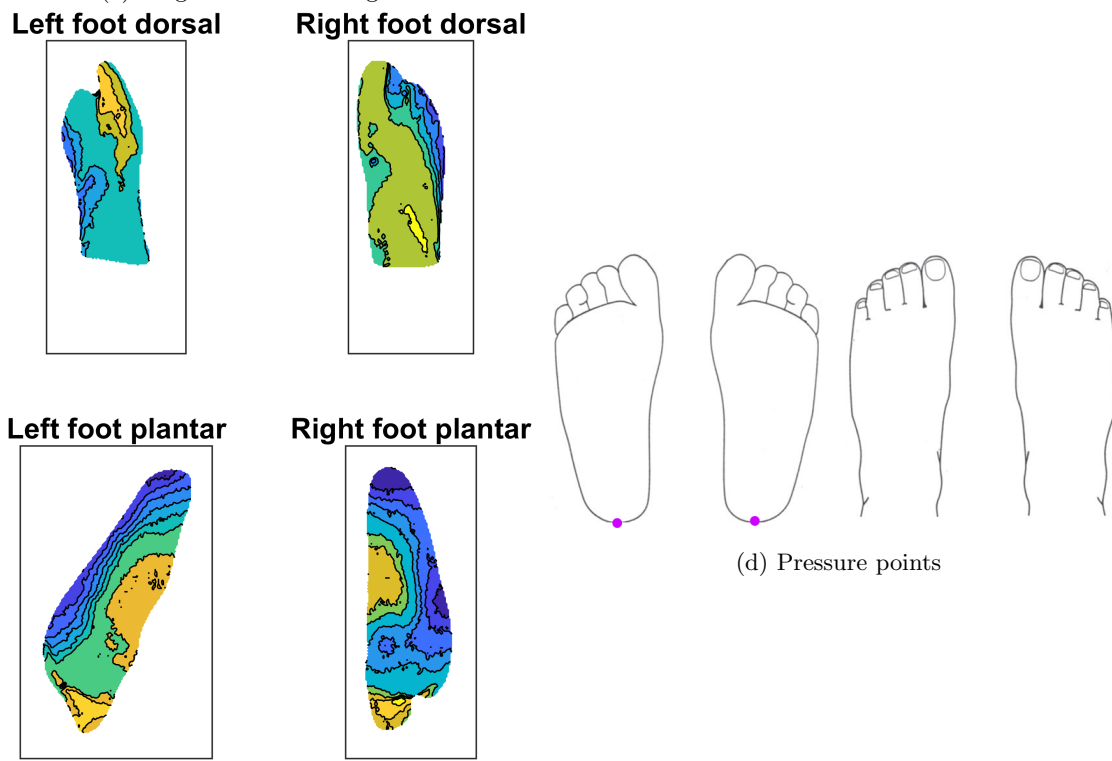 Left foot dorsal
Right foot dorsal
Left foot plantar
Right foot plantar
(d) Pressure points